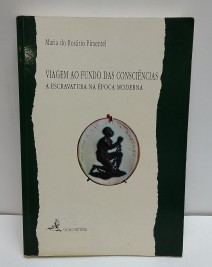 Maria do Rosário Pimentel
VIAGEM AO FUNDO DAS CONSCIÊNCIAS
A ESCRAVATURA NA ÉPOCA MODERNA